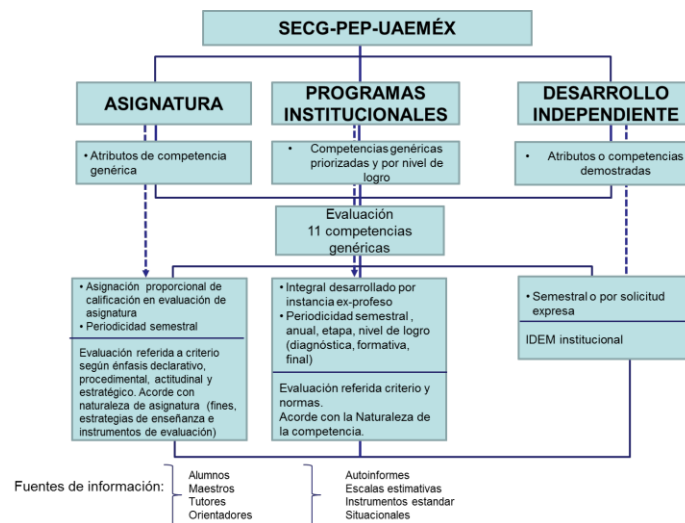 SECG-PEP-UAEMÉX
ASIGNATURA
PROGRAMAS
INSTITUCIONALES
DESARROLLO
INDEPENDIENTE
• Atributos de competencia
genérica
• Competencias genéricas
priorizadas y por nivel de
logro
• Atributos o competencias
demostradas
Evaluación
11 competencias
genéricas
• Asignación proporcional de
calificación en evaluación de
asignatura
• Periodicidad semestral
Evaluación referida a criterio
según énfasis declarativo,
procedimental, actitudinal y
estratégico. Acorde con
naturaleza de asignatura (fines,
estrategias de enseñanza e
instrumentos de evaluación)
• Integral desarrollado por
instancia ex-profeso
• Periodicidad semestral ,
anual, etapa, nivel de logro
(diagnóstica, formativa,
final)
Evaluación referida criterio y
normas.
Acorde con la Naturaleza de
la competencia.
• Semestral o por solicitud
expresa
IDEM institucional
Fuentes de información:
Alumnos
Maestros
Tutores
Orientadores
Autoinformes
Escalas estimativas
Instrumentos estandar
Situacionales